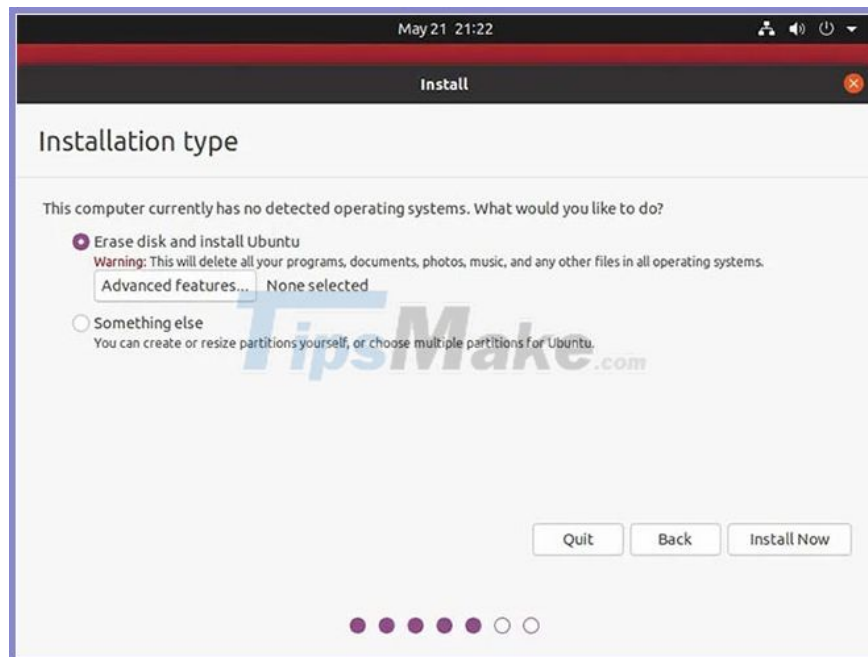 May 21 21:22
Install
Installation type
This computer currently has no detected operating systems. What would you like to do?
Erase disk and install Ubuntu
Warning: This will delete all your programs, documents, photos, music, and any other files in all operating systems.
Advanced features... None selected
Something else
You can create or resize partitions yourself, or choose multiple partitions for Ubuntu.
TipsMake.com
Quit Back Install Now